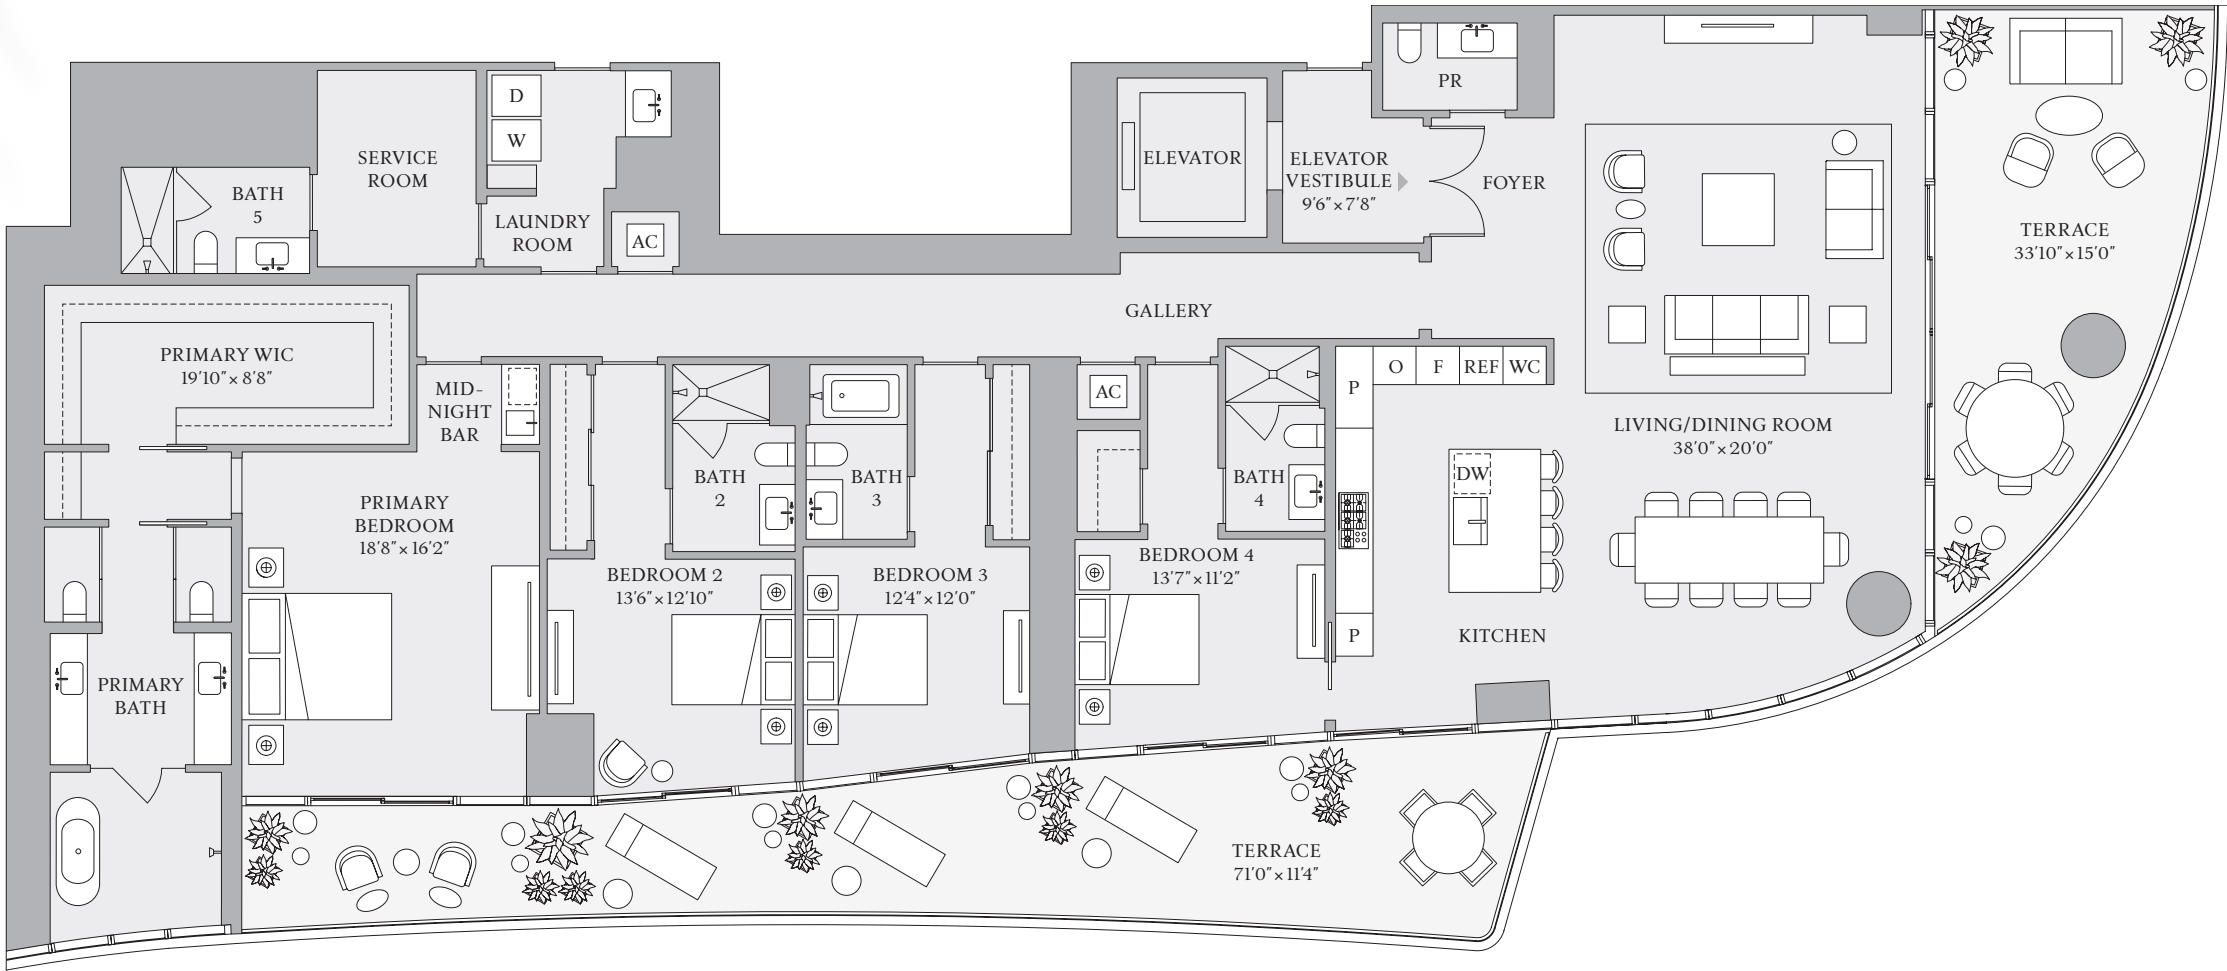 PR
D
W
SERVICE
ROOM
BATH
5
LAUNDRY
ROOM
AC
ELEVATOR
ELEVATOR
VESTIBULE
9'6"×7'8"
FOYER
TERRACE
33'10"×15'0"
GALLERY
PRIMARY WIC
19'10"×8'8"
MID-
NIGHT
BAR
AC
P
O
F
REF
WC
LIVING/DINING ROOM
38'0"×20'0"
PRIMARY
BEDROOM
18'8"×16'2"
BATH
2
BATH
3
BATH
4
DW
BEDROOM 2
13'6"×12'10"
BEDROOM 3
12'4"×12'0"
BEDROOM 4
13'7"×11'2"
P
KITCHEN
PRIMARY
BATH
TERRACE
71'0"×11'4"